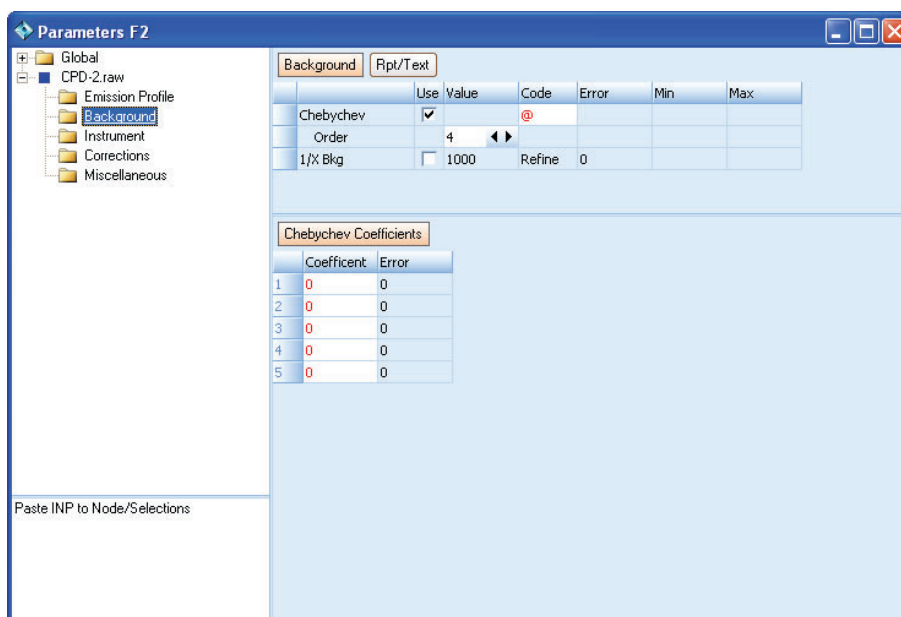 Parameters F2
Global
CPD-2.raw
Emission Profile
Background
Instrument
Corrections
Miscellaneous
Paste INP to Node/Selections
Background Rpt/Text
Use Value Code Error Min Max
Chebychev @
Order 4
1/X Bkg 1000 Refine 0
Chebychev Coefficients
Coefficent Error
1 0 0
2 0 0
3 0 0
4 0 0
5 0 0